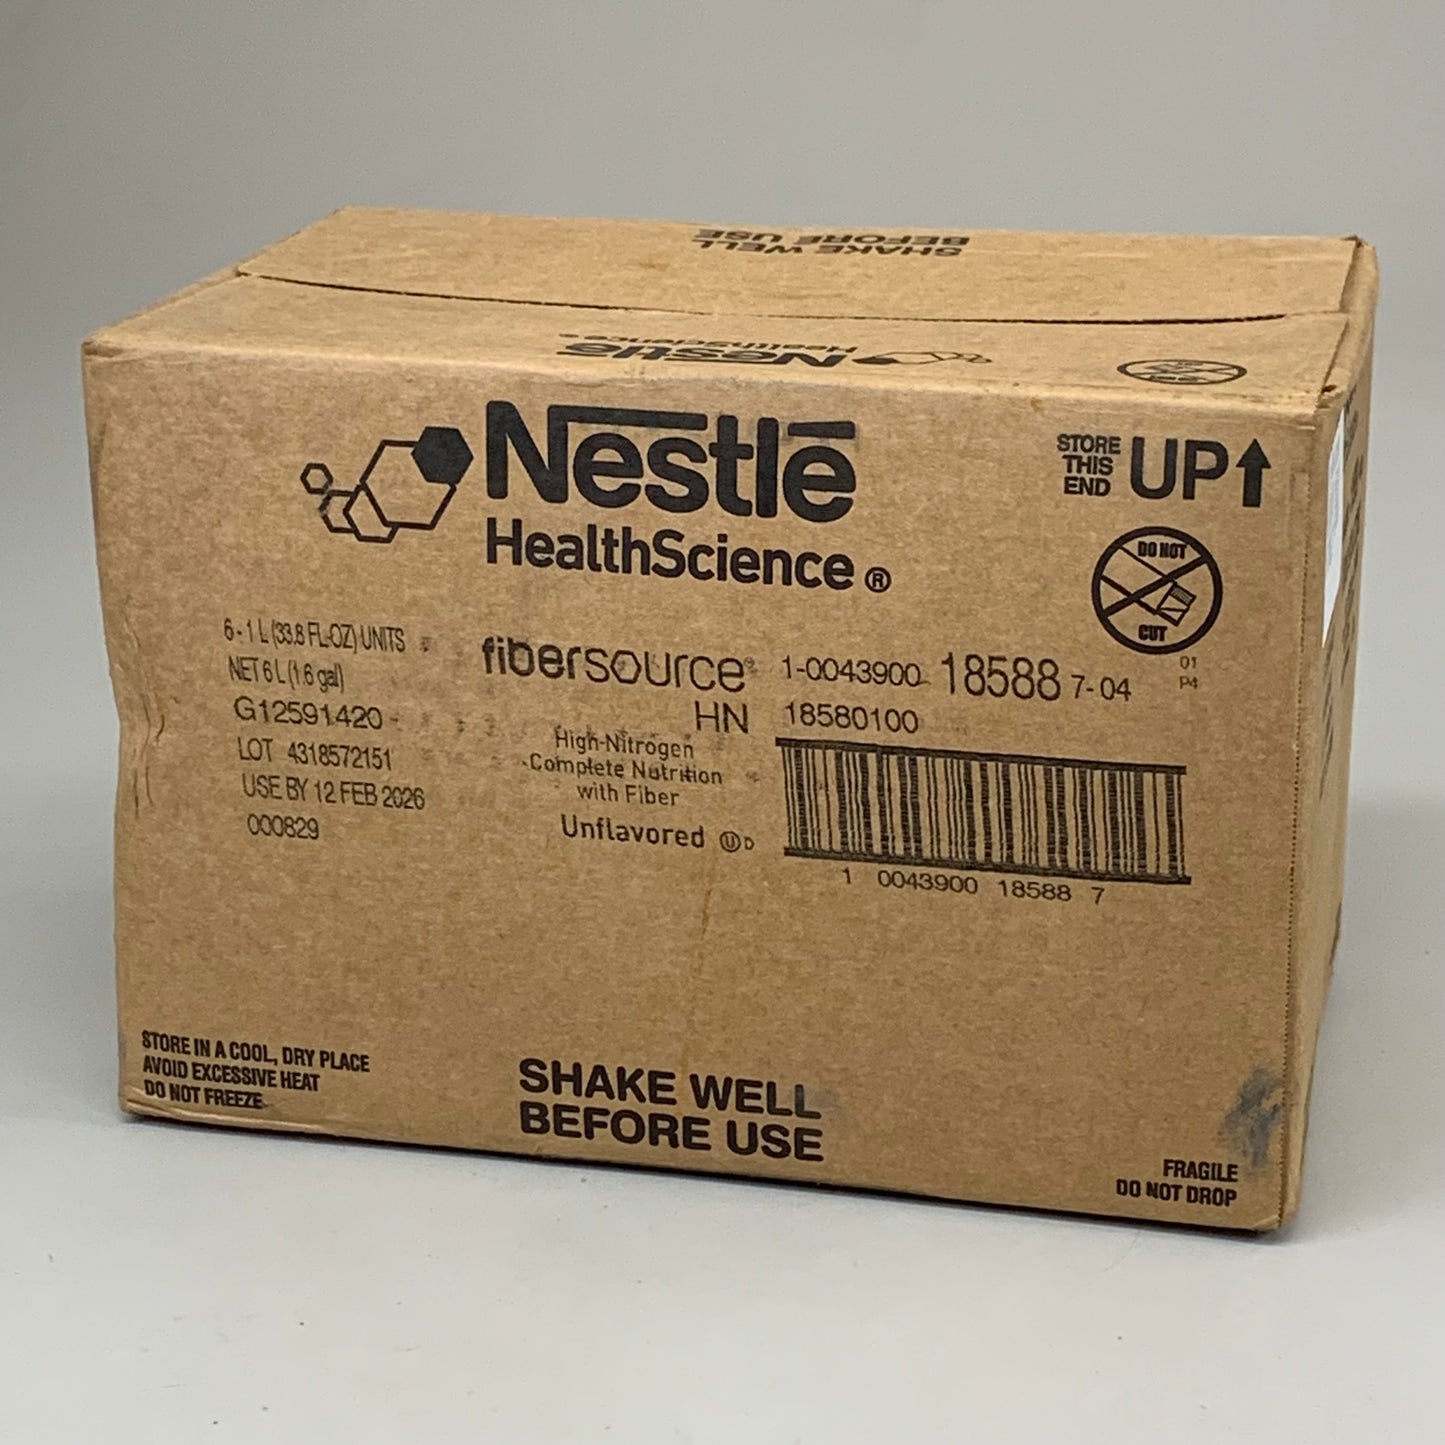 SHAKE WELL
BEFORE USE
Nestlē
HealthScience®
Nestlē
HealthScience®
STORE
THIS
END
UP
DO NOT
CUT
6-1 L (33.8 FL-OZ) UNITS
NET 6 L (1.6 gal)
G12591420
LOT 4318572151
USE BY 12 FEB 2026
000829
fibersource®
HN
High-Nitrogen
Complete Nutrition
with Fiber
Unflavored Ⓤ D
1-0043900-18588 7-04
01
P4
18580100
1 0043900 18588 7
STORE IN A COOL, DRY PLACE
AVOID EXCESSIVE HEAT
DO NOT FREEZE
SHAKE WELL
BEFORE USE
FRAGILE
DO NOT DROP